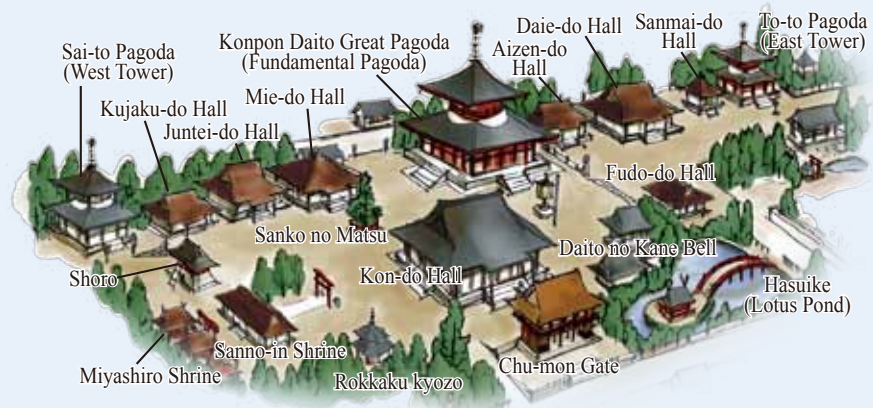 Sai-to Pagoda
(West Tower)
Kujaku-do Hall
Juntei-do Hall
Mie-do Hall
Konpon Daito Great Pagoda
(Fundamental Pagoda)
Aizen-do
Hall
Daie-do Hall
Sanmai-do
Hall
To-to Pagoda
(East Tower)
Fudo-do Hall
Sanko no Matsu
Daito no Kane Bell
Shoro
Kon-do Hall
Hasuike
(Lotus Pond)
Sanno-in Shrine
Chu-mon Gate
Miyashiro Shrine
Rokkaku kyozo